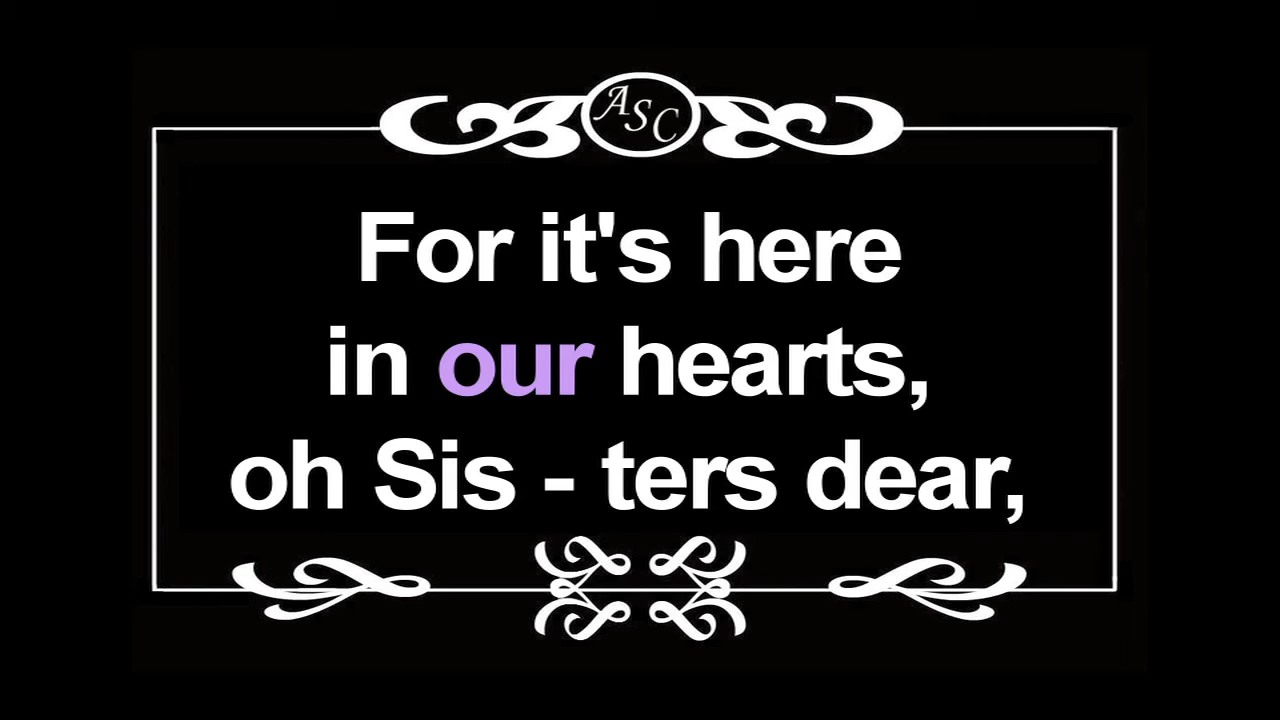 ASC
For it's here
in our hearts,
oh Sis - ters dear,